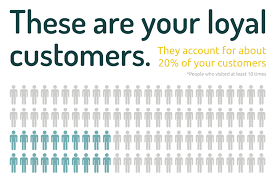 These are your loyal
customers.
They account for about
20% of your customers
*People who visited at least 10 times